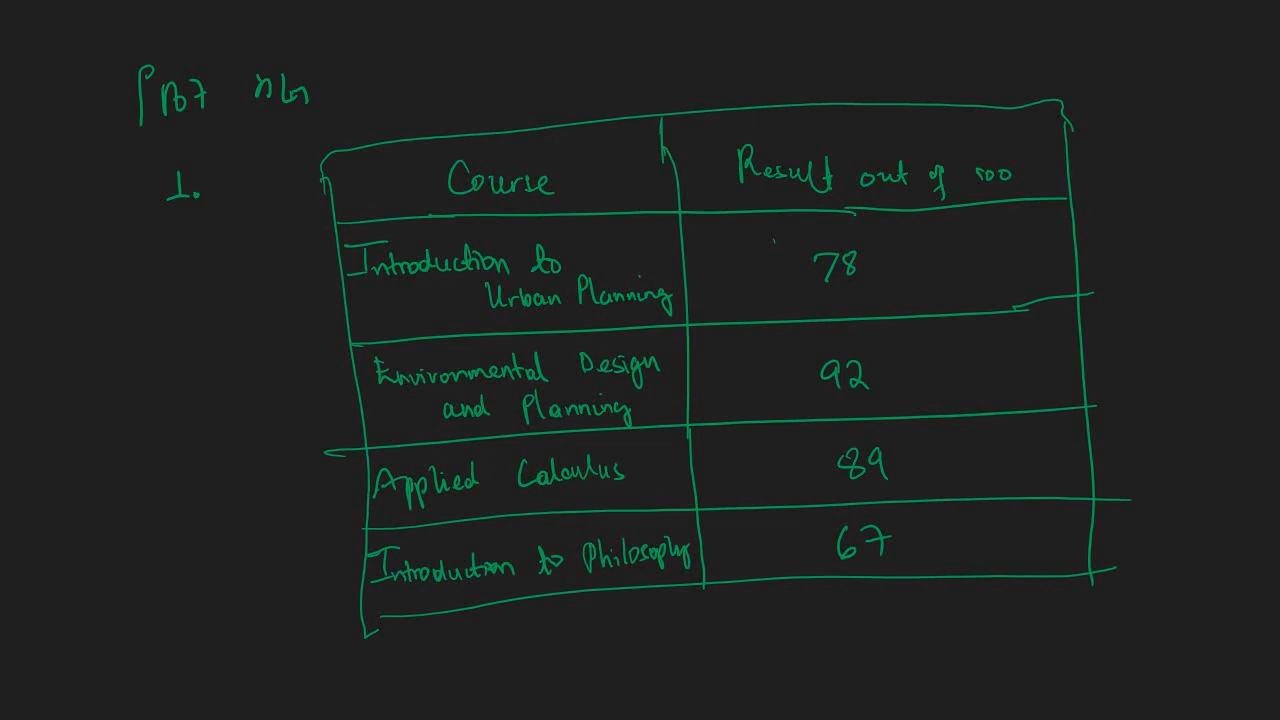 1.
Course
Result out of 100
Introduction to
Urban Planning
78
Environmental Design
and Planning
92
Applied Calculus
89
Introduction to Philosophy
67